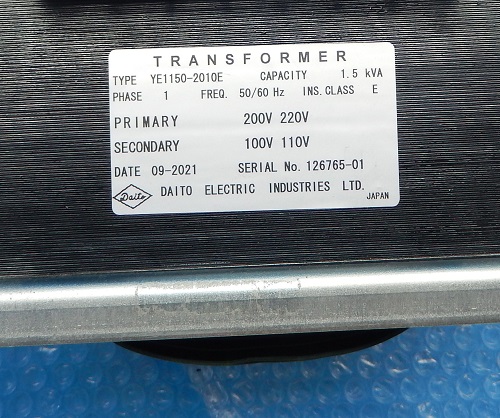 TRANSFORMER
TYPE YE1150-2010E CAPACITY 1.5 kVA
PHASE 1 FREQ. 50/60 Hz INS.CLASS E
PRIMARY 200V 220V
SECONDARY 100V 110V
DATE 09-2021 SERIAL No. 126765-01
Daito DAITO ELECTRIC INDUSTRIES LTD.
JAPAN